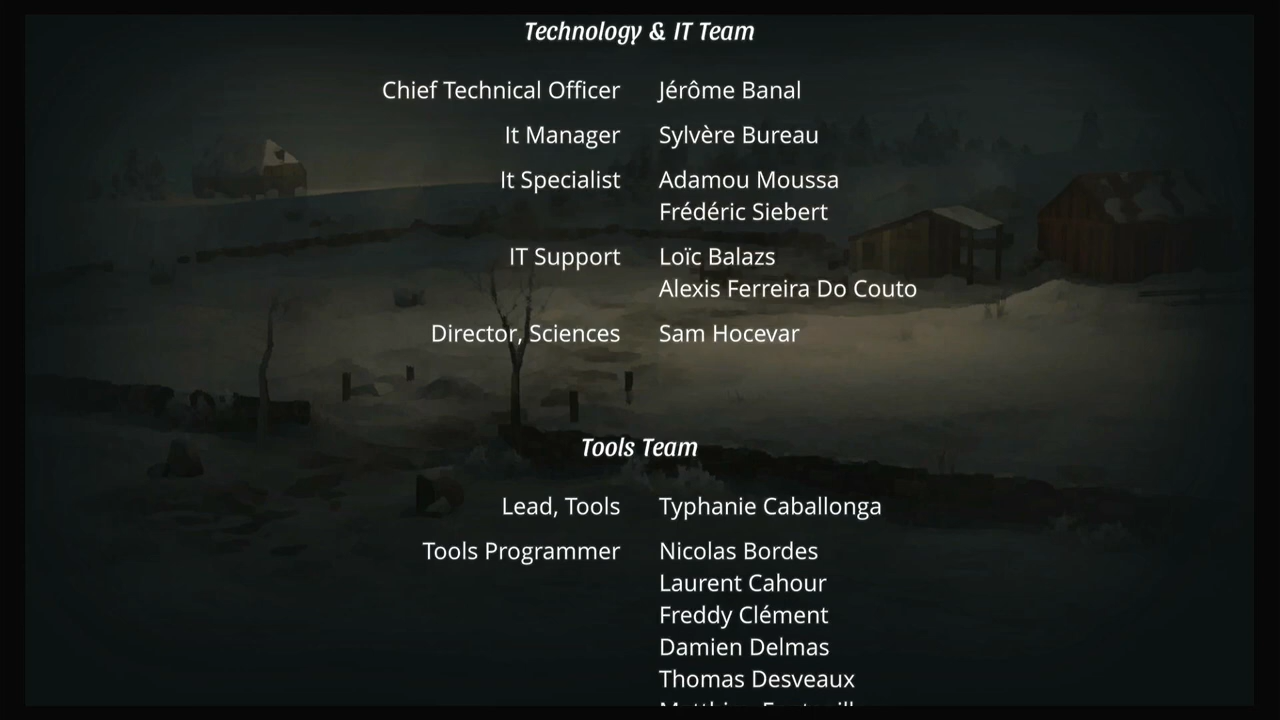 Technology & IT Team
Chief Technical Officer Jérôme Banal
It Manager Sylvère Bureau
It Specialist Adamou Moussa
Frédéric Siebert
IT Support Loïc Balazs
Alexis Ferreira Do Couto
Director, Sciences Sam Hocevar
Tools Team
Lead, Tools Typhanie Caballonga
Tools Programmer Nicolas Bordes
Laurent Cahour
Freddy Clément
Damien Delmas
Thomas Desveaux